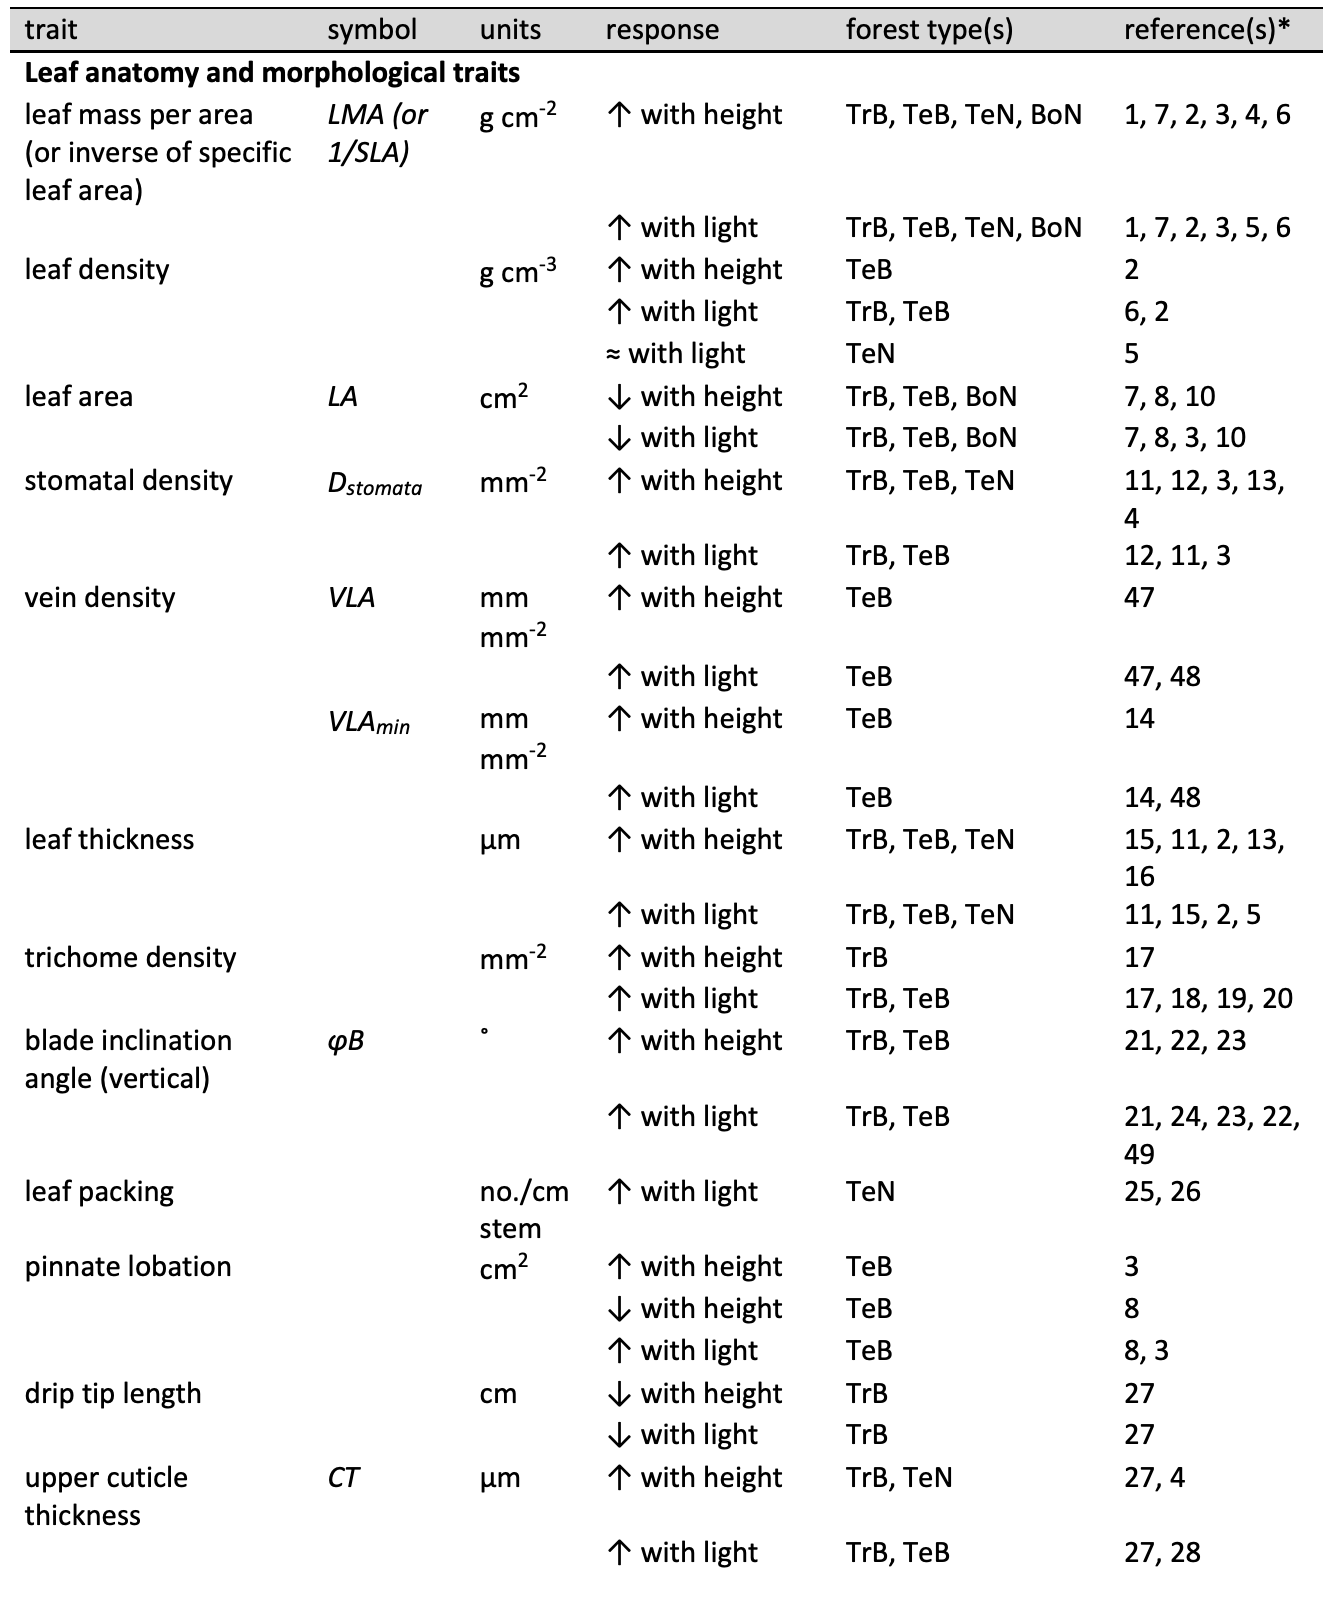 trait symbol units response forest type(s) reference(s)*
Leaf anatomy and morphological traits
leaf mass per area LMA (or g cm⁻² ↑ with height TrB, TeB, TeN, BoN 1, 7, 2, 3, 4, 6
(or inverse of specific 1/SLA)
leaf area)
↑ with light TrB, TeB, TeN, BoN 1, 7, 2, 3, 5, 6
leaf density g cm⁻³ ↑ with height TeB 2
↑ with light TrB, TeB 6, 2
≈ with light TeN 5
leaf area LA cm² ↓ with height TrB, TeB, BoN 7, 8, 10
↓ with light TrB, TeB, BoN 7, 8, 3, 10
stomatal density Dstomata mm⁻² ↑ with height TrB, TeB, TeN 11, 12, 3, 13,
4
↑ with light TrB, TeB 12, 11, 3
vein density VLA mm ↑ with height TeB 47
mm⁻²
↑ with light TeB 47, 48
VLAmin mm ↑ with height TeB 14
mm⁻²
↑ with light TeB 14, 48
leaf thickness μm ↑ with height TrB, TeB, TeN 15, 11, 2, 13,
16
↑ with light TrB, TeB, TeN 11, 15, 2, 5
trichome density mm⁻² ↑ with height TrB 17
↑ with light TrB, TeB 17, 18, 19, 20
blade inclination φB ° ↑ with height TrB, TeB 21, 22, 23
angle (vertical)
↑ with light TrB, TeB 21, 24, 23, 22,
49
leaf packing no./cm ↑ with light TeN 25, 26
stem
pinnate lobation cm² ↑ with height TeB 3
↓ with height TeB 8
↑ with light TeB 8, 3
drip tip length cm ↓ with height TrB 27
↓ with light TrB 27
upper cuticle CT μm ↑ with height TrB, TeN 27, 4
thickness
↑ with light TrB, TeB 27, 28